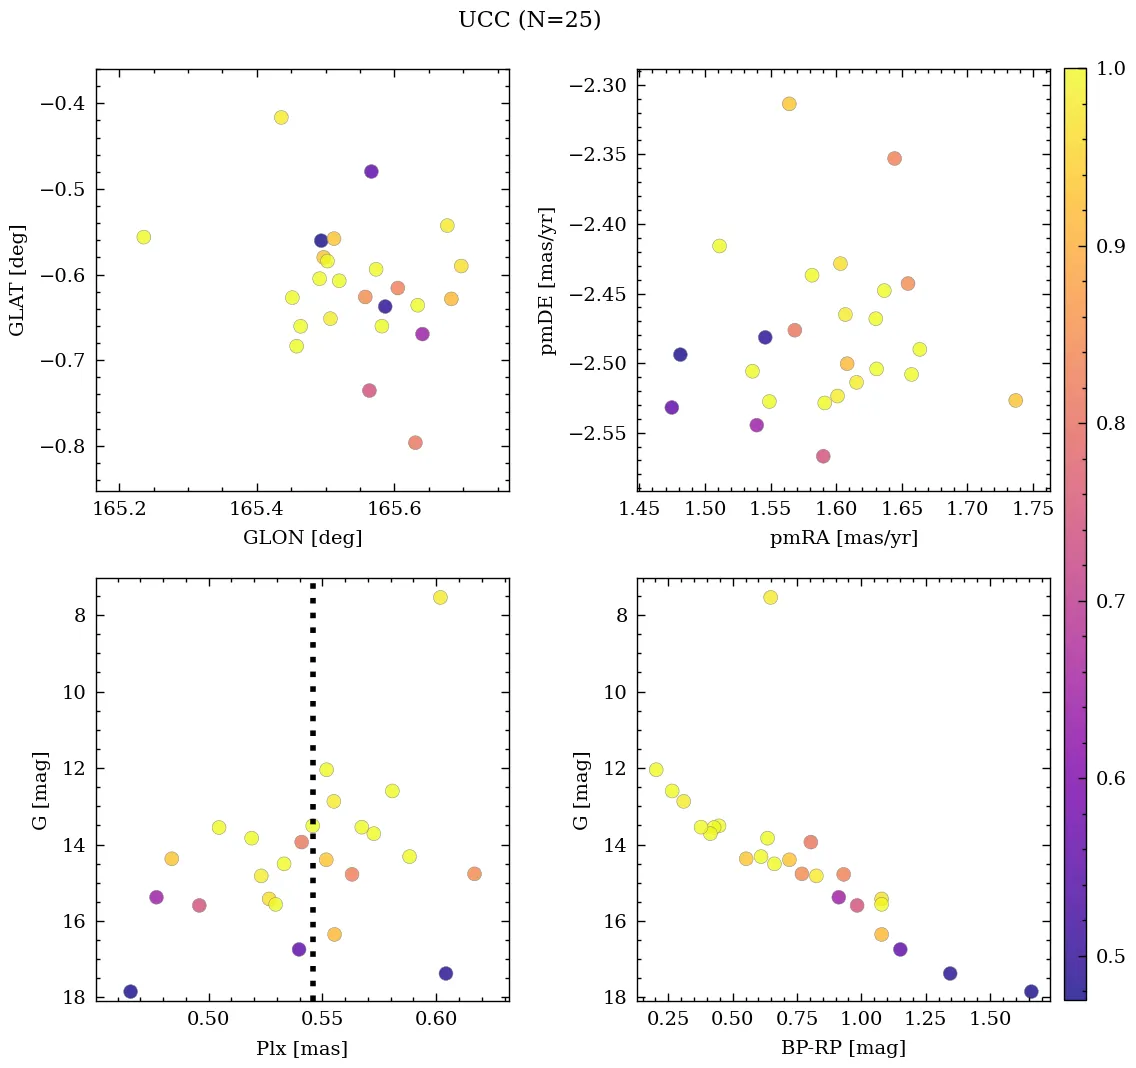 UCC (N=25)
−0.4
−0.5
−0.6
−0.7
−0.8
GLAT [deg]
165.2 165.4 165.6
GLON [deg]
−2.30
−2.35
−2.40
−2.45
−2.50
−2.55
pmDE [mas/yr]
1.45 1.50 1.55 1.60 1.65 1.70 1.75
pmRA [mas/yr]
8
10
12
14
16
18
G [mag]
0.50 0.55 0.60
Plx [mas]
8
10
12
14
16
18
G [mag]
0.25 0.50 0.75 1.00 1.25 1.50
BP-RP [mag]
1.0
0.9
0.8
0.7
0.6
0.5